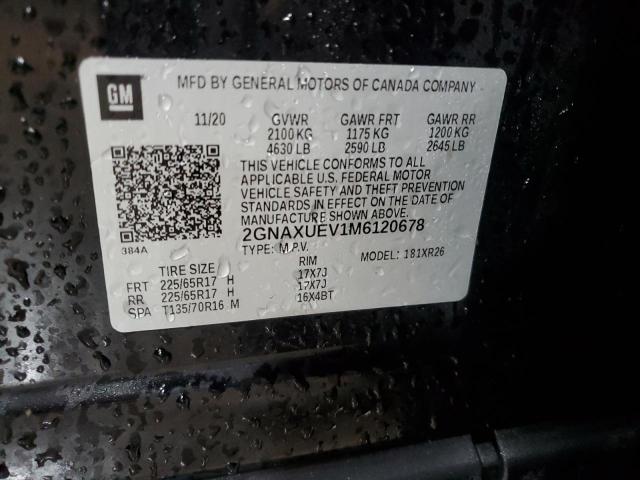 GM
MFD BY GENERAL MOTORS OF CANADA COMPANY
11/20 GVWR GAWR FRT GAWR RR
2100 KG 1175 KG 1200 KG
4630 LB 2590 LB 2645 LB
THIS VEHICLE CONFORMS TO ALL
APPLICABLE U.S. FEDERAL MOTOR
VEHICLE SAFETY AND THEFT PREVENTION
STANDARDS IN EFFECT ON THE DATE OF
MANUFACTURE SHOWN ABOVE.
2GNAXUEV1M6120678
384A
TYPE: M.P.V. MODEL: 181XR26
TIRE SIZE RIM
FRT 225/65R17 H 17X7J
RR 225/65R17 H 17X7J
SPA T135/70R16 M 16X4BT